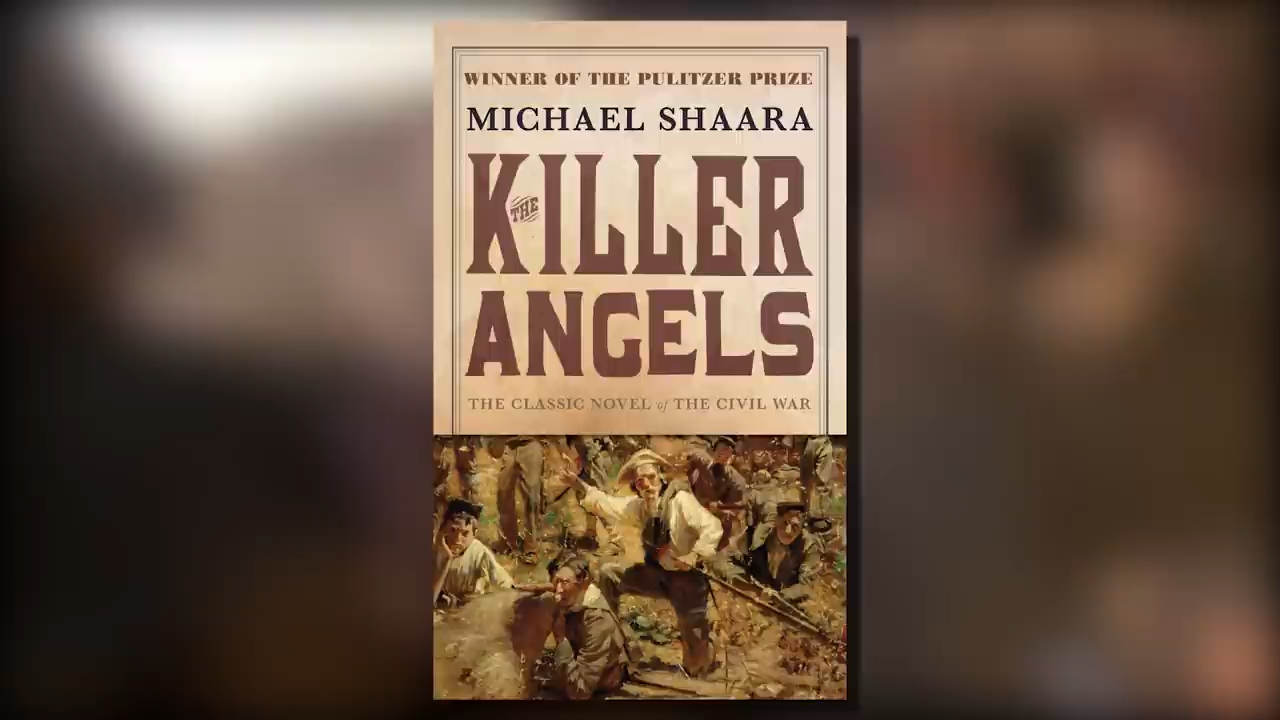 WINNER OF THE PULITZER PRIZE
MICHAEL SHAARA
THE
KILLER
ANGELS
THE CLASSIC NOVEL of THE CIVIL WAR